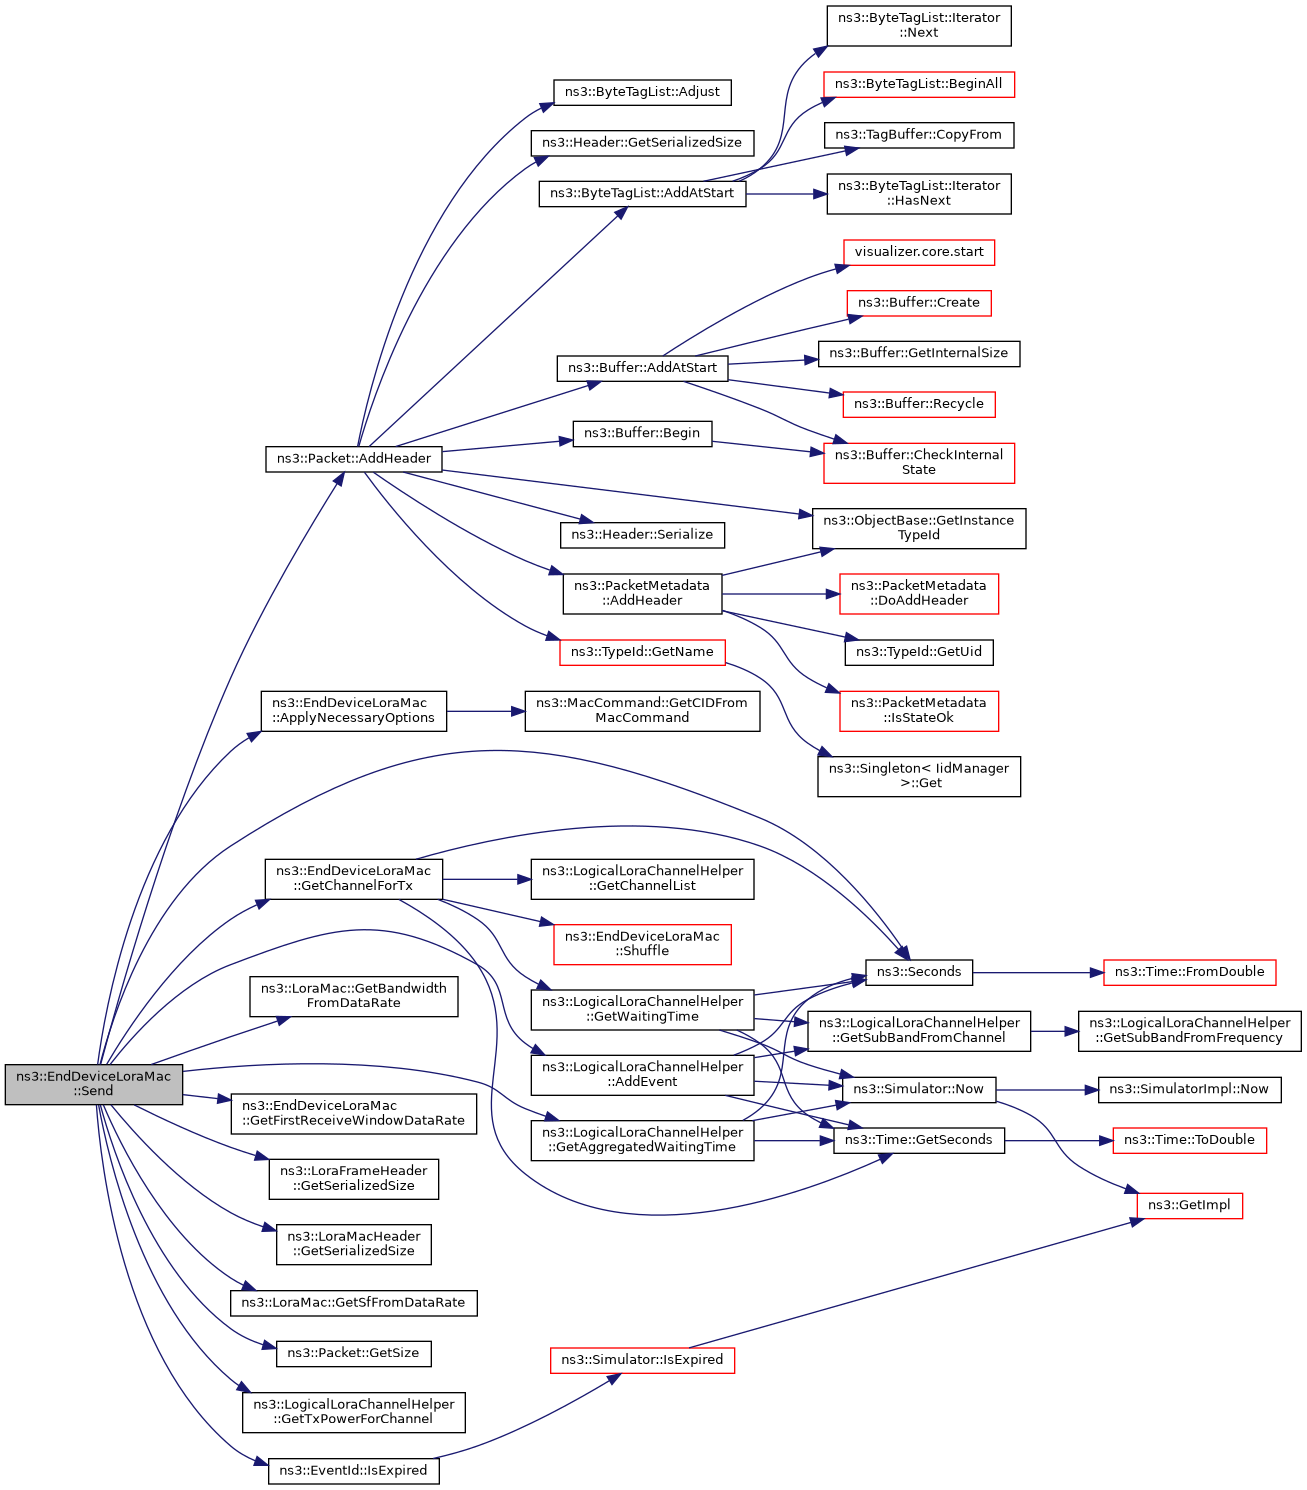 ns3::ByteTagList::Iterator
::Next
ns3::ByteTagList::Adjust
ns3::ByteTagList::BeginAll
ns3::Header::GetSerializedSize
ns3::TagBuffer::CopyFrom
ns3::ByteTagList::AddAtStart
ns3::ByteTagList::Iterator
::HasNext
visualizer.core.start
ns3::Buffer::Create
ns3::Buffer::GetInternalSize
ns3::Buffer::AddAtStart
ns3::Buffer::Recycle
ns3::Buffer::Begin
ns3::Buffer::CheckInternal
State
ns3::Packet::AddHeader
ns3::ObjectBase::GetInstance
TypeId
ns3::Header::Serialize
ns3::PacketMetadata
::AddHeader
ns3::PacketMetadata
::DoAddHeader
ns3::TypeId::GetName
ns3::TypeId::GetUid
ns3::EndDeviceLoraMac
::ApplyNecessaryOptions
ns3::MacCommand::GetCIDFrom
MacCommand
ns3::PacketMetadata
::IsStateOk
ns3::Singleton< IidManager
>::Get
ns3::EndDeviceLoraMac
::GetChannelForTx
ns3::LogicalLoraChannelHelper
::GetChannelList
ns3::EndDeviceLoraMac
::Shuffle
ns3::Seconds
ns3::Time::FromDouble
ns3::LoraMac::GetBandwidth
FromDataRate
ns3::LogicalLoraChannelHelper
::GetWaitingTime
ns3::LogicalLoraChannelHelper
::GetSubBandFromChannel
ns3::LogicalLoraChannelHelper
::GetSubBandFromFrequency
ns3::EndDeviceLoraMac
::Send
ns3::LogicalLoraChannelHelper
::AddEvent
ns3::Simulator::Now
ns3::SimulatorImpl::Now
ns3::EndDeviceLoraMac
::GetFirstReceiveWindowDataRate
ns3::LogicalLoraChannelHelper
::GetAggregatedWaitingTime
ns3::Time::GetSeconds
ns3::Time::ToDouble
ns3::LoraFrameHeader
::GetSerializedSize
ns3::GetImpl
ns3::LoraMacHeader
::GetSerializedSize
ns3::LoraMac::GetSfFromDataRate
ns3::Packet::GetSize
ns3::Simulator::IsExpired
ns3::LogicalLoraChannelHelper
::GetTxPowerForChannel
ns3::EventId::IsExpired